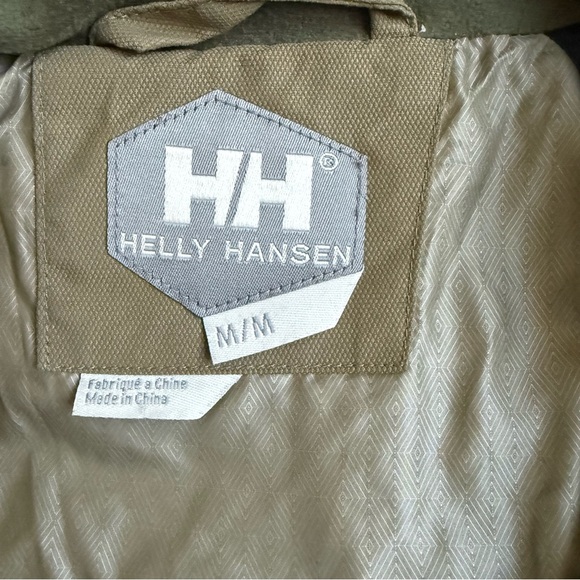 HH®
HELLY HANSEN
M/M
Fabriqué a Chine
Made in China